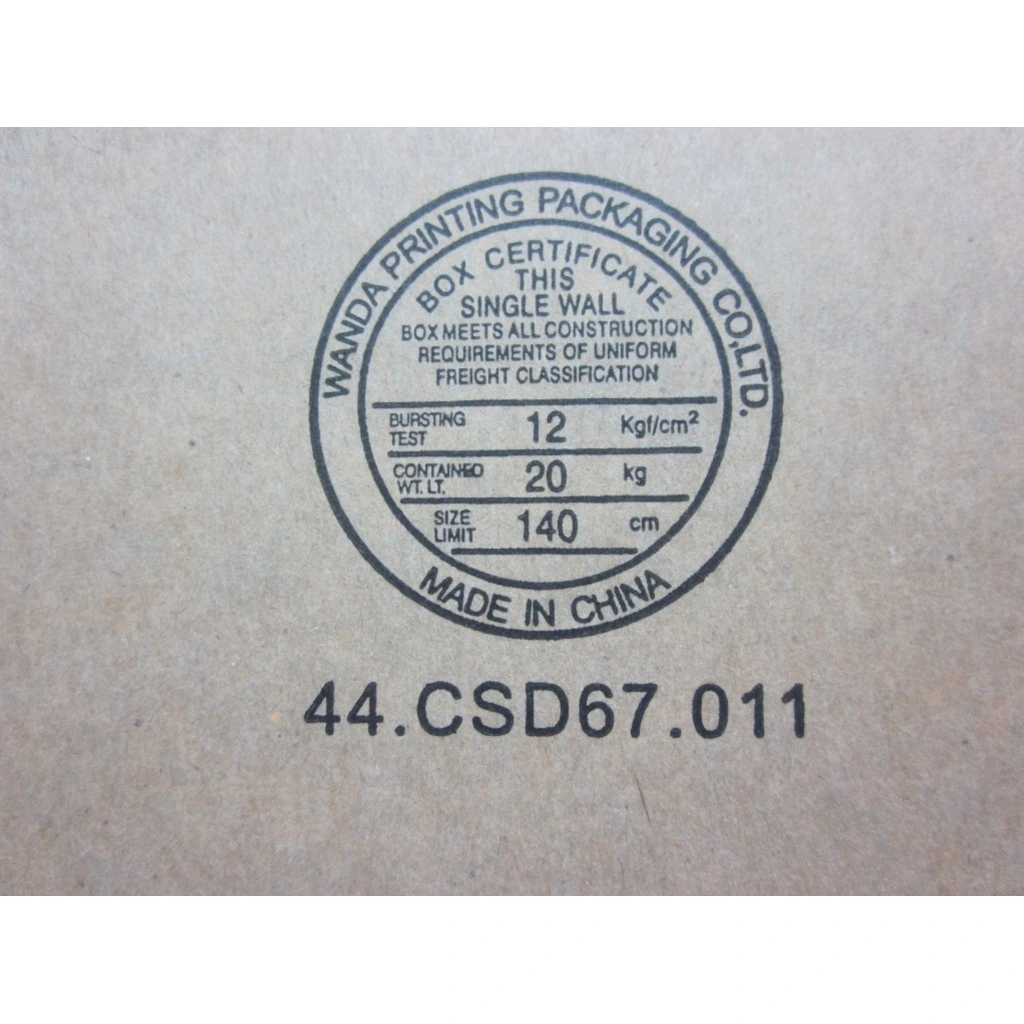 WANDA PRINTING PACKAGING CO.,LTD.
BOX CERTIFICATE
THIS
SINGLE WALL
BOX MEETS ALL CONSTRUCTION
REQUIREMENTS OF UNIFORM
FREIGHT CLASSIFICATION
BURSTING TEST 12 Kgf/cm²
CONTAINED WT. LT. 20 kg
SIZE LIMIT 140 cm
MADE IN CHINA
44.CSD67.011